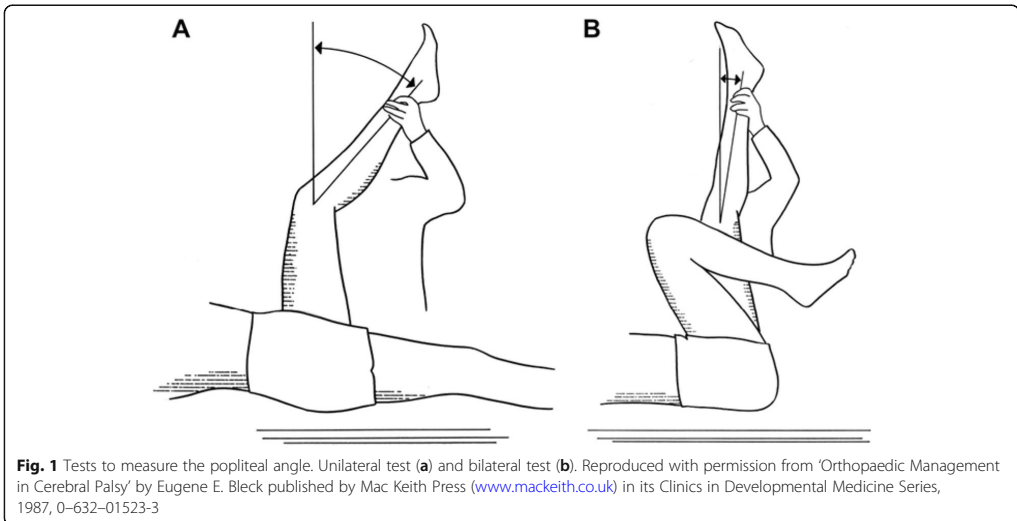 A
B
Fig. 1 Tests to measure the popliteal angle. Unilateral test (a) and bilateral test (b). Reproduced with permission from ‘Orthopaedic Management
in Cerebral Palsy’ by Eugene E. Bleck published by Mac Keith Press (www.mackeith.co.uk) in its Clinics in Developmental Medicine Series,
1987, 0–632–01523-3